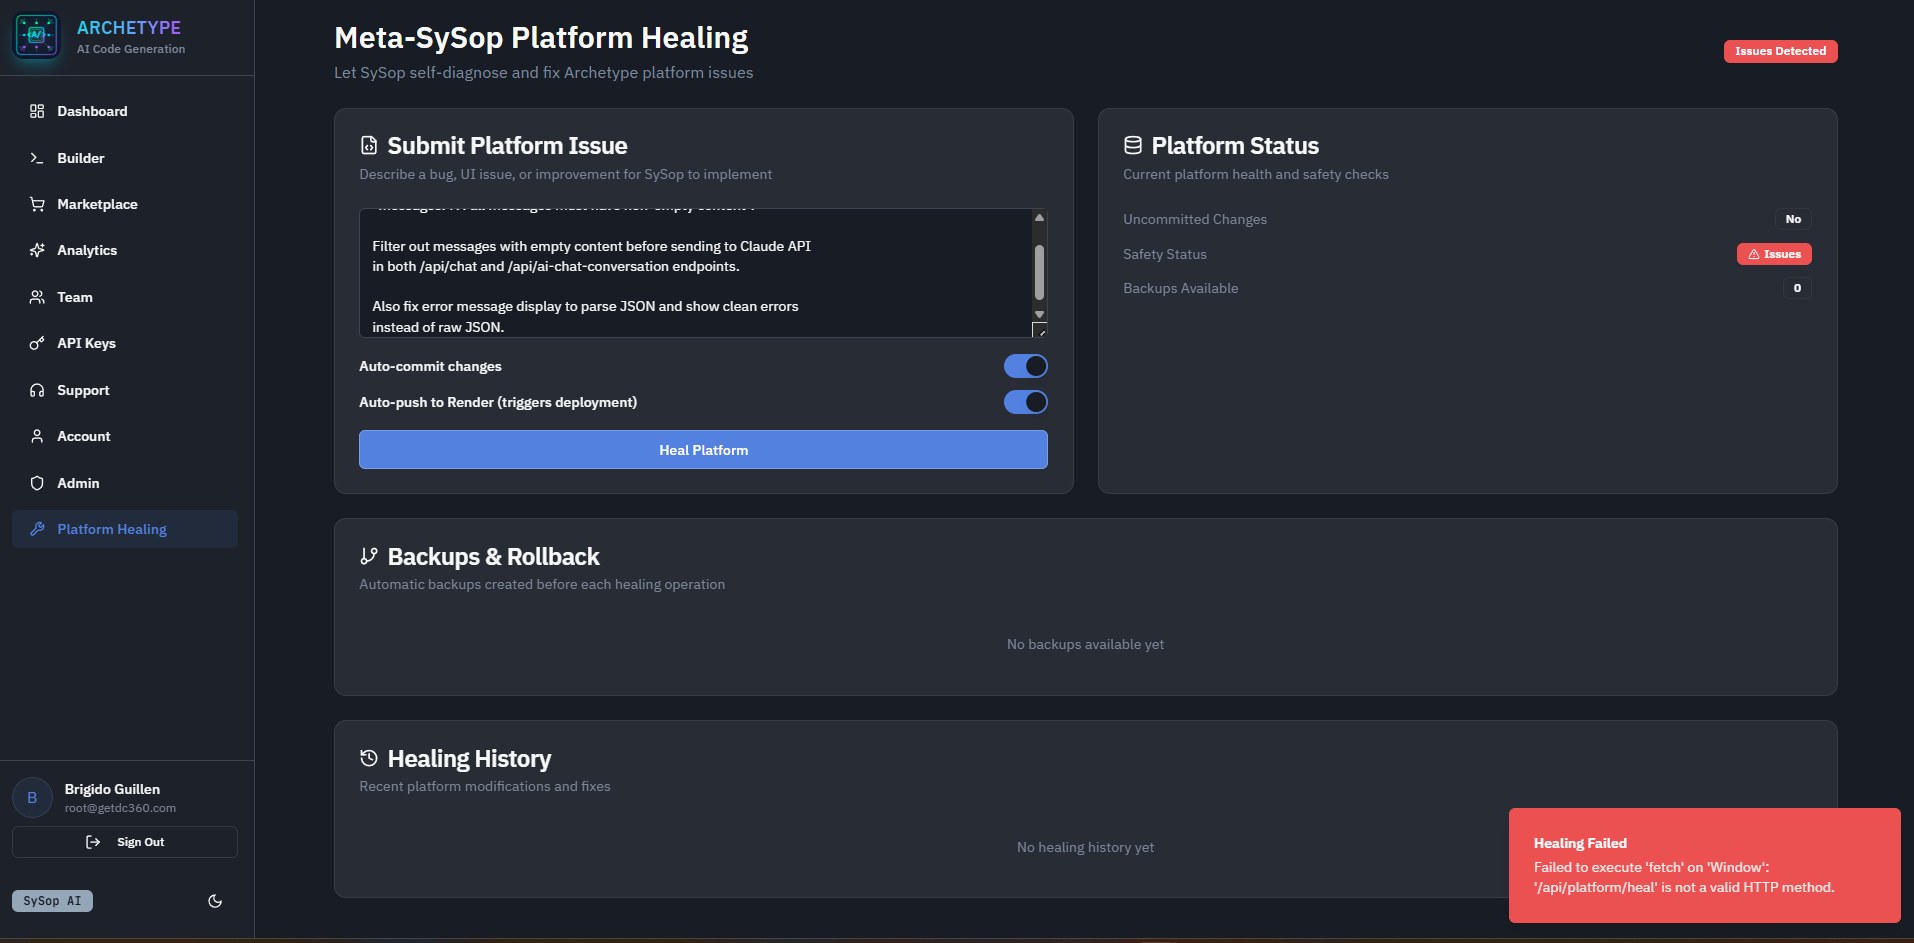 ARCHETYPE
AI Code Generation
Dashboard
Builder
Marketplace
Analytics
Team
API Keys
Support
Account
Admin
Platform Healing
B
Brigido Guillen
root@getdc360.com
Sign Out
SySop AI
Meta-SySop Platform Healing
Let SySop self-diagnose and fix Archetype platform issues
Issues Detected
Submit Platform Issue
Describe a bug, UI issue, or improvement for SySop to implement
Filter out messages with empty content before sending to Claude API
in both /api/chat and /api/ai-chat-conversation endpoints.
Also fix error message display to parse JSON and show clean errors
instead of raw JSON.
Auto-commit changes
Auto-push to Render (triggers deployment)
Heal Platform
Platform Status
Current platform health and safety checks
Uncommitted Changes
No
Safety Status
Issues
Backups Available
0
Backups & Rollback
Automatic backups created before each healing operation
No backups available yet
Healing History
Recent platform modifications and fixes
No healing history yet
Healing Failed
Failed to execute 'fetch' on 'Window':
'/api/platform/heal' is not a valid HTTP method.